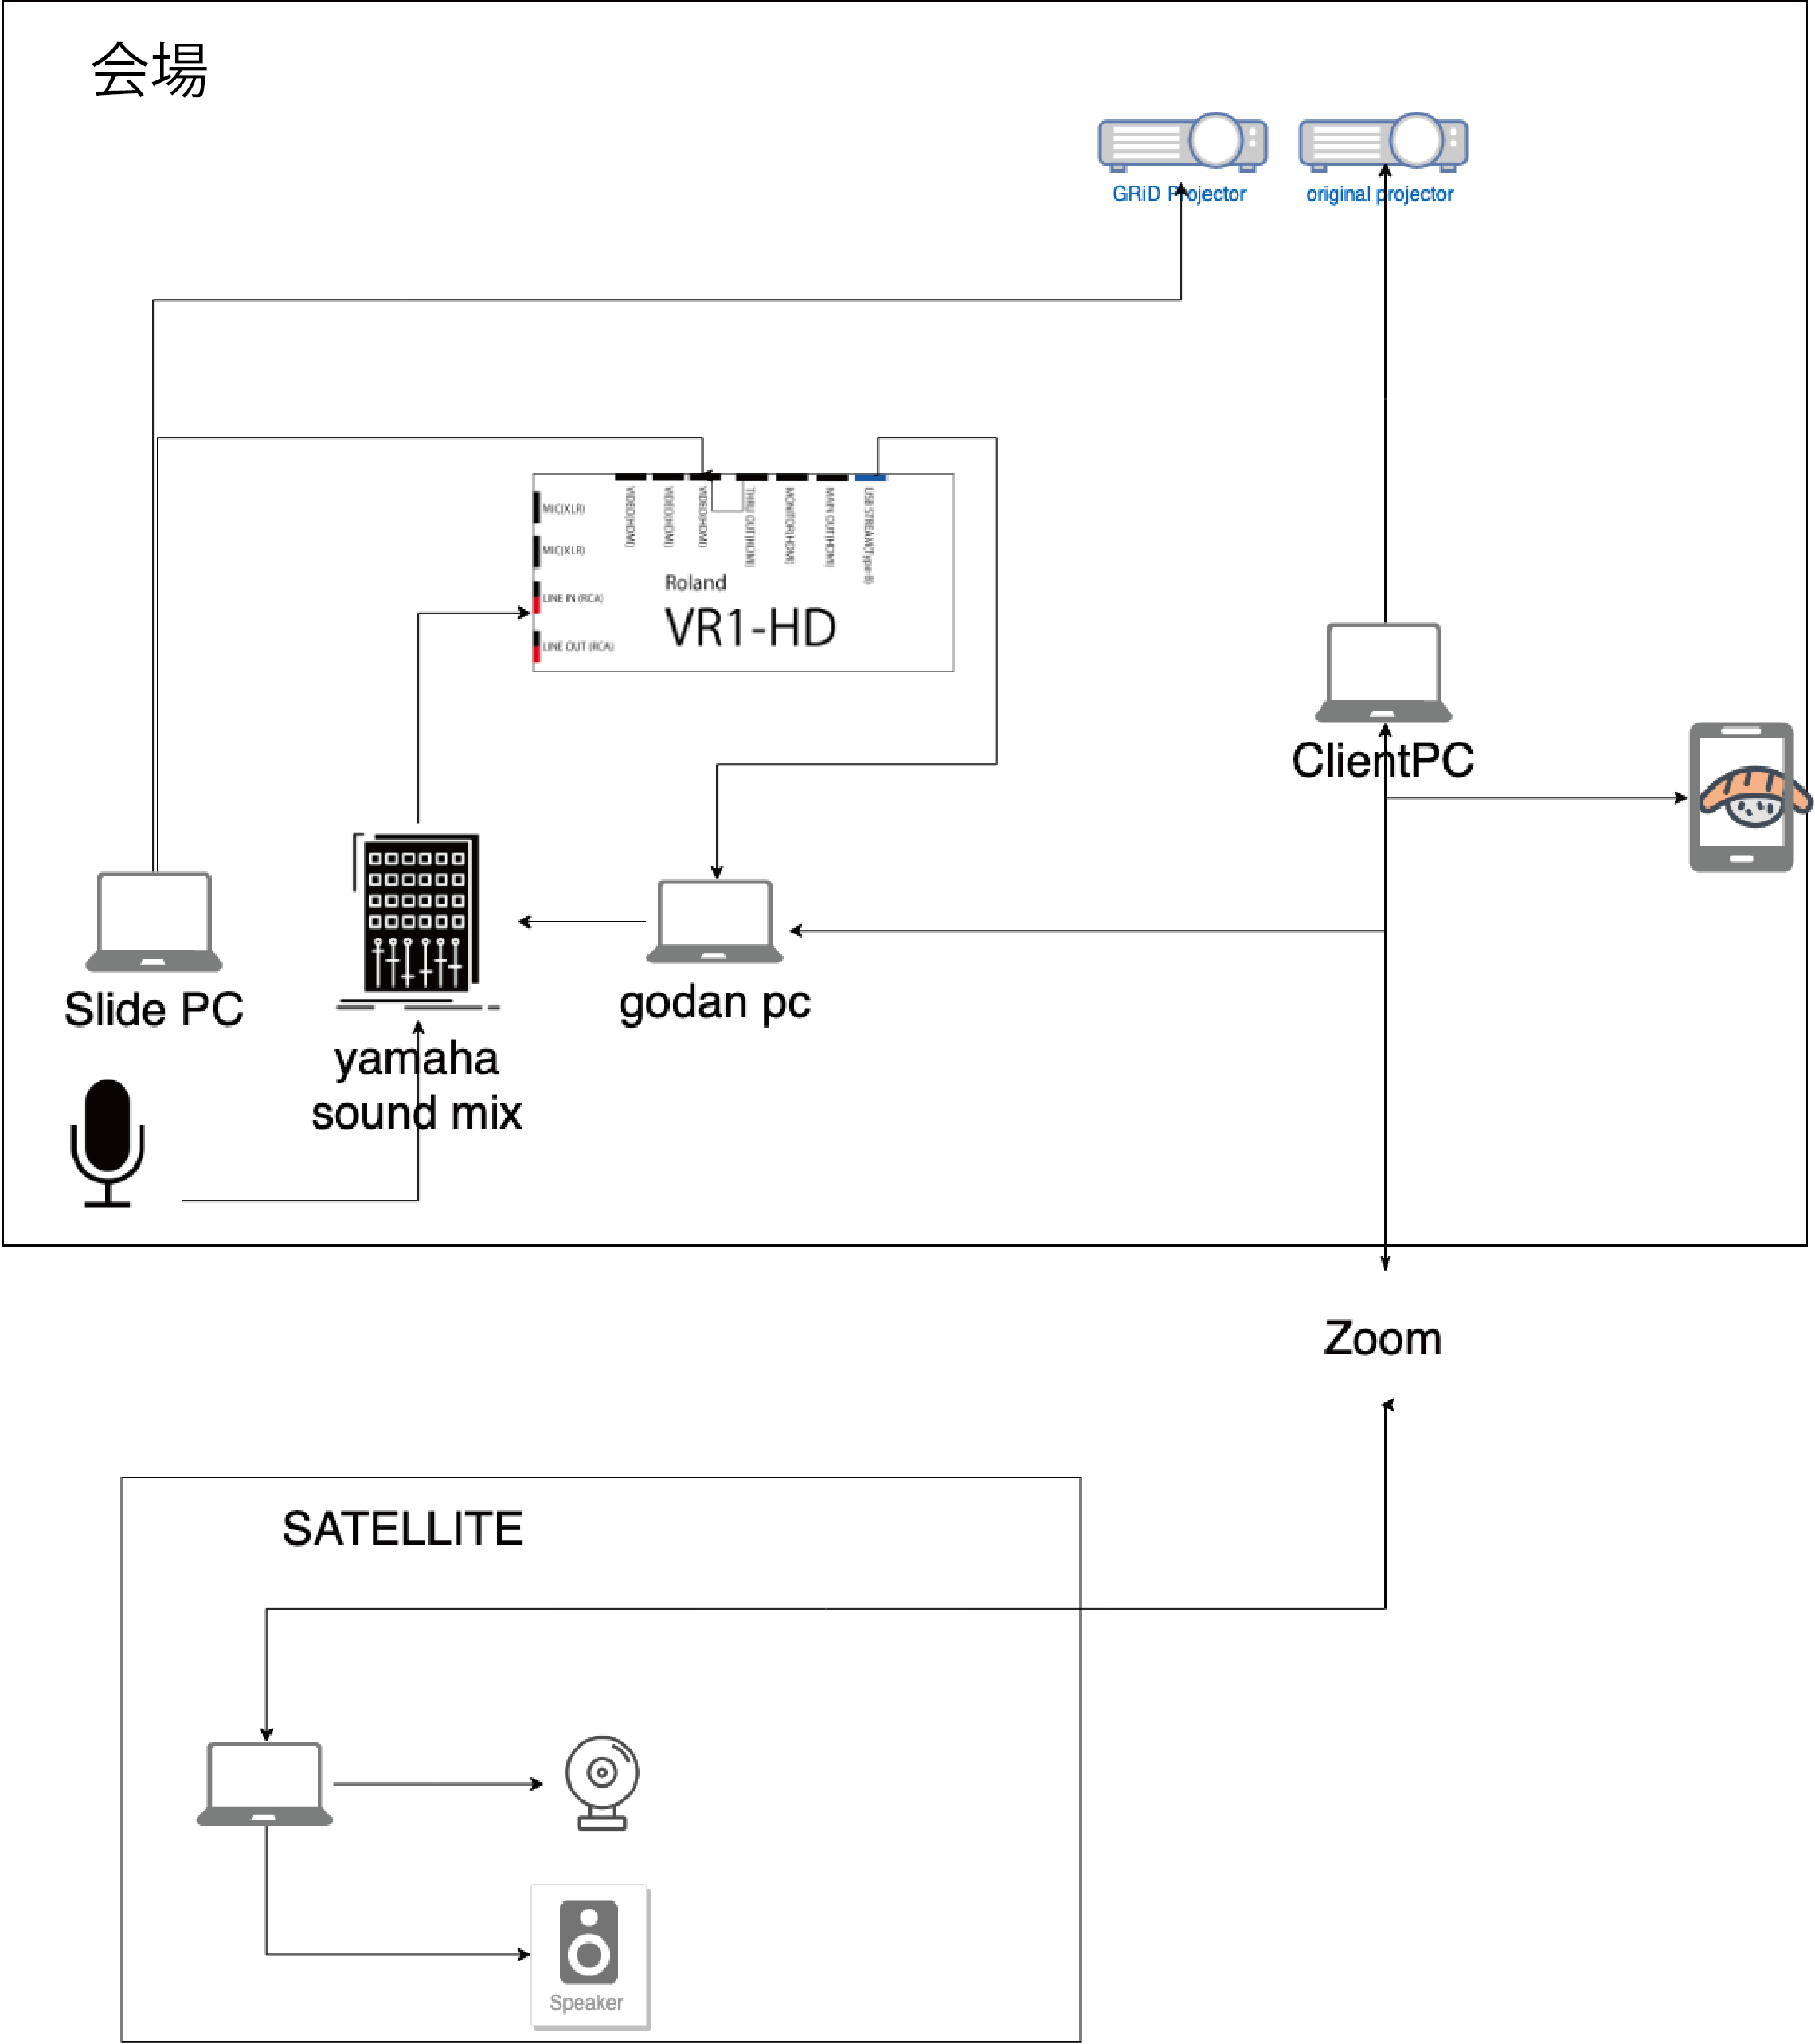 会場
GRiD Projector
original projector
MIC(XLR)
MIC(XLR)
LINE IN (RCA)
LINE OUT (RCA)
VIDEO(HDMI)
VIDEO(HDMI)
VIDEO(HDMI)
THRU OUT(HDMI)
MONITOR(HDMI)
MAIN OUT(HDMI)
USB STREAM(Type-B)
Roland
VR1-HD
ClientPC
Slide PC
yamaha
sound mix
godan pc
Zoom
SATELLITE
Speaker